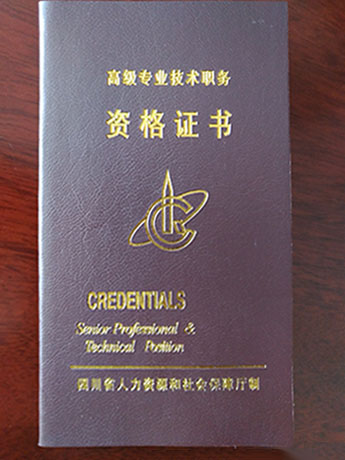 高级专业技术职务
资格证书
CREDENTIALS
Senior Professional &
Technical Position
四川省人力资源和社会保障厅制